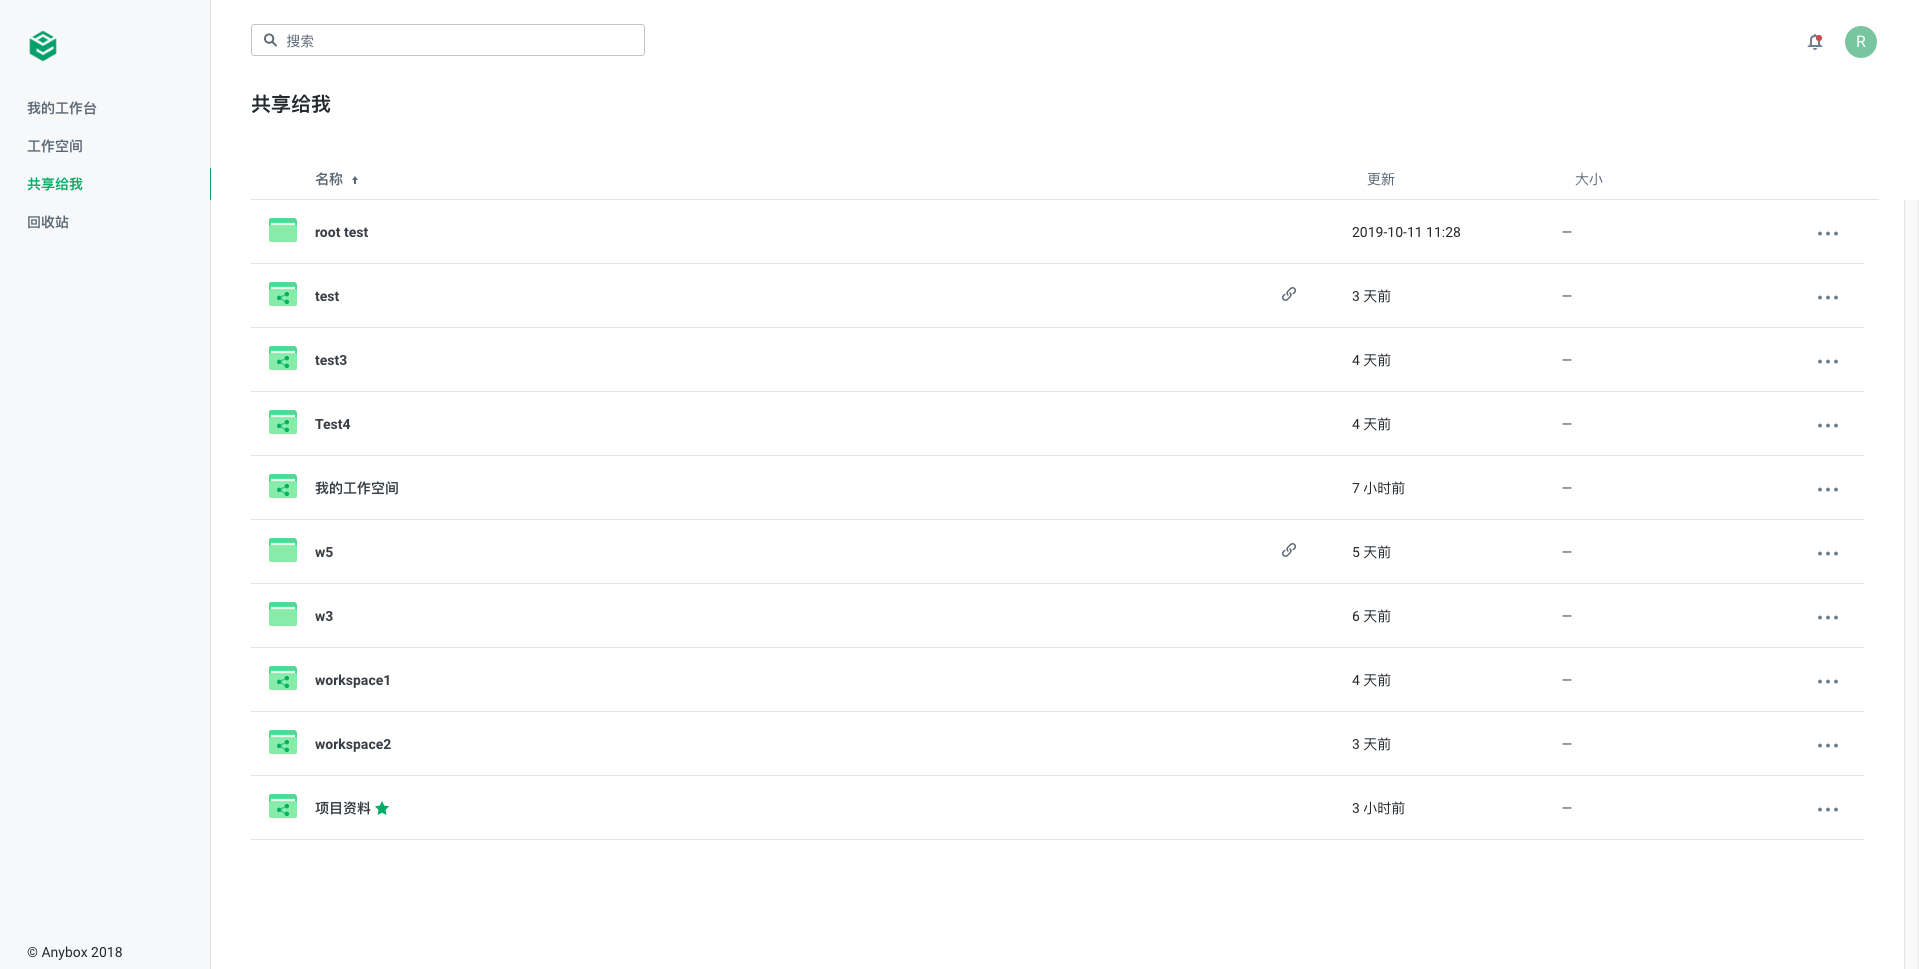 搜索
R
我的工作台
工作空间
共享给我
回收站
共享给我
名称 更新 大小
root test 2019-10-11 11:28 –
test 3 天前 –
test3 4 天前 –
Test4 4 天前 –
我的工作空间 7 小时前 –
w5 5 天前 –
w3 6 天前 –
workspace1 4 天前 –
workspace2 3 天前 –
项目资料 3 小时前 –
© Anybox 2018